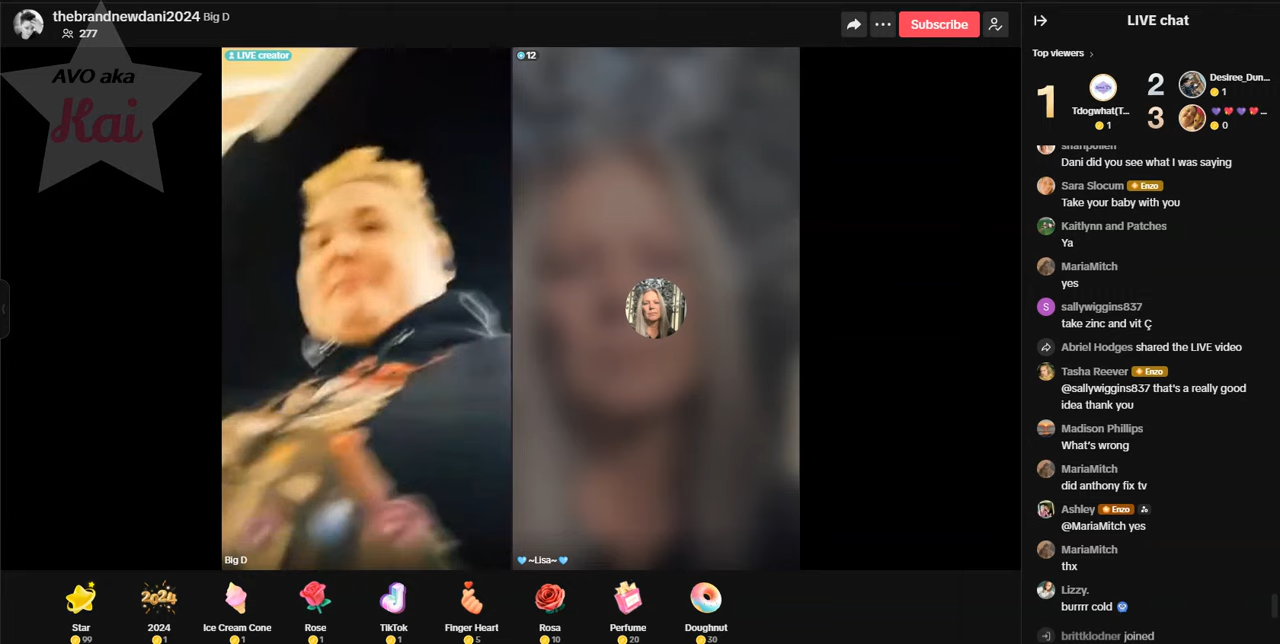 thebrandnewdani2024 Big D
277
Subscribe
AVO aka
Kai
LIVE creator
12
Big D
~Lisa~
Star
99
2024
2024
1
Ice Cream Cone
1
Rose
1
TikTok
1
Finger Heart
5
Rosa
10
Perfume
20
Doughnut
30
LIVE chat
Top viewers
1
Tdogwhat(T...
1
2
Desiree_Dun...
1
3
...
0
sharipollen
Dani did you see what I was saying
Sara Slocum Enzo
Take your baby with you
Kaitlynn and Patches
Ya
MariaMitch
yes
S sallywiggins837
take zinc and vit Ç
Abriel Hodges shared the LIVE video
Tasha Reever Enzo
@sallywiggins837 that's a really good
idea thank you
Madison Phillips
What's wrong
MariaMitch
did anthony fix tv
Ashley Enzo
@MariaMitch yes
MariaMitch
thx
Lizzy.
burrrr cold
brittklodner joined